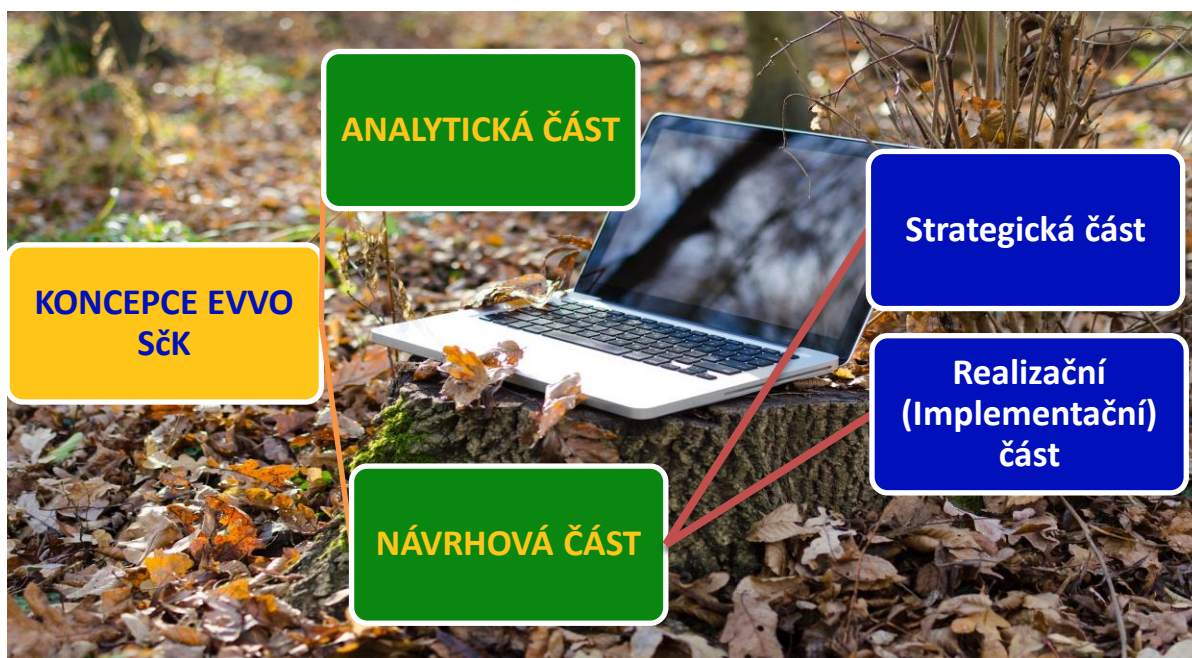 ANALYTICKÁ ČÁST
KONCEPCE EVVO
SčK
NÁVRHOVÁ ČÁST
Strategická část
Realizační
(Implementační)
část